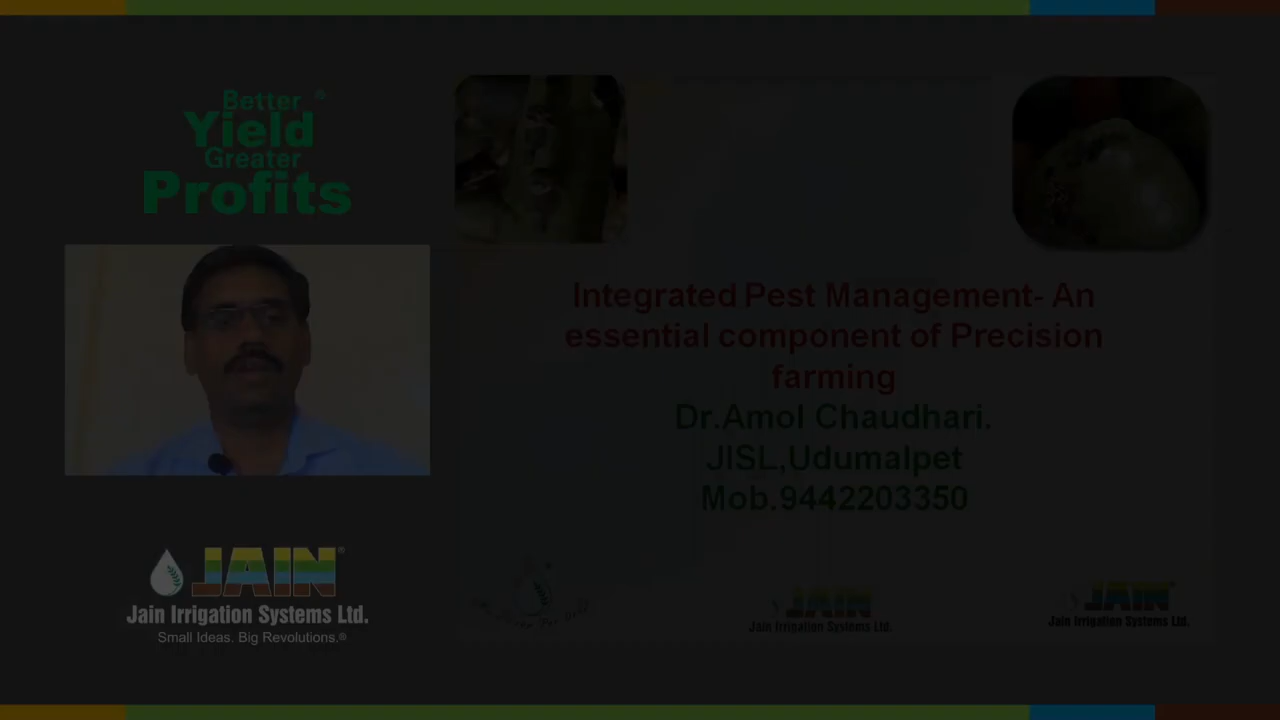 Better ®
Yield
Greater
Profits
Integrated Pest Management- An
essential component of Precision
farming
Dr.Amol Chaudhari.
JISL,Udumalpet
Mob.9442203350
JAIN®
Jain Irrigation Systems Ltd.
Small Ideas. Big Revolutions.®
JAIN
Jain Irrigation Systems Ltd.
JAIN
Jain Irrigation Systems Ltd.